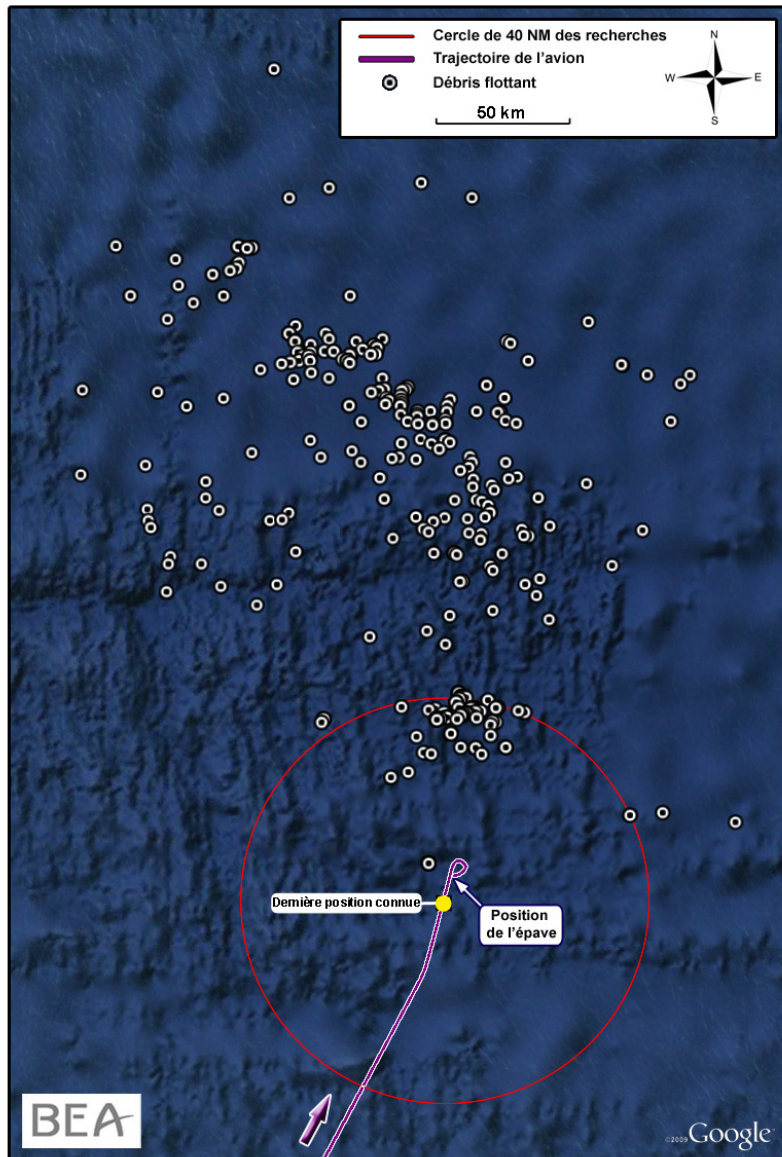 Cercle de 40 NM des recherches
Trajectoire de l'avion
Débris flottant
50 km
N
W
E
S
Dernière position connue
Position
de l'épave
BEA
©2009 Google™